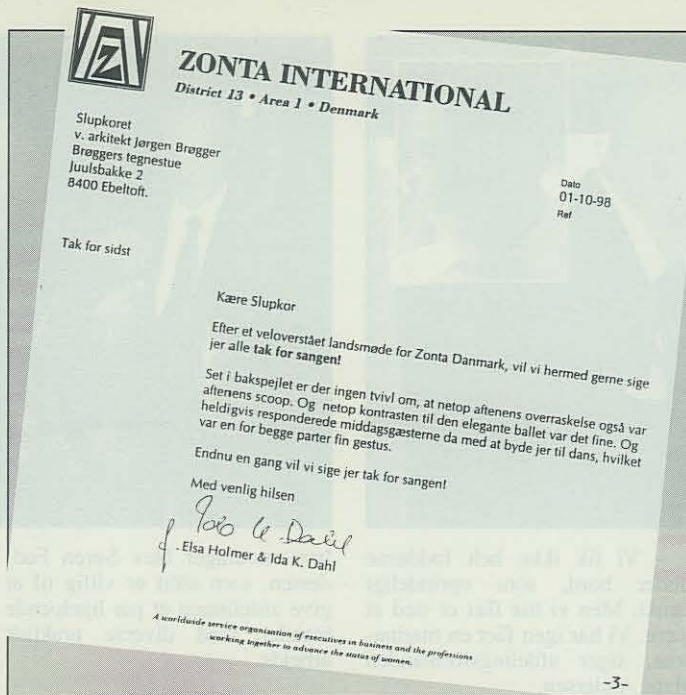 ZONTA INTERNATIONAL
District 13 • Area 1 • Denmark
Slupkoret
v. arkitekt Jørgen Brøgger
Brøggers tegnestue
Juulsbakke 2
8400 Ebeltoft.
Dato
01-10-98
Ref
Tak for sidst
Kære Slupkor
Efter et veloverstået landsmøde for Zonta Danmark, vil vi hermed gerne sige
jer alle tak for sangen!
Set i bakspejlet er der ingen tvivl om, at netop aftenens overraskelse også var
aftenens scoop. Og netop kontrasten til den elegante ballet var det fine. Og
heldigvis responderede middagsgæsterne da med at byde jer til dans, hvilket
var en for begge parter fin gestus.
Endnu en gang vil vi sige jer tak for sangen!
Med venlig hilsen
Elsa Holmer & Ida K. Dahl
A worldwide service organization of executives in business and the professions
working together to advance the status of women.
-3-